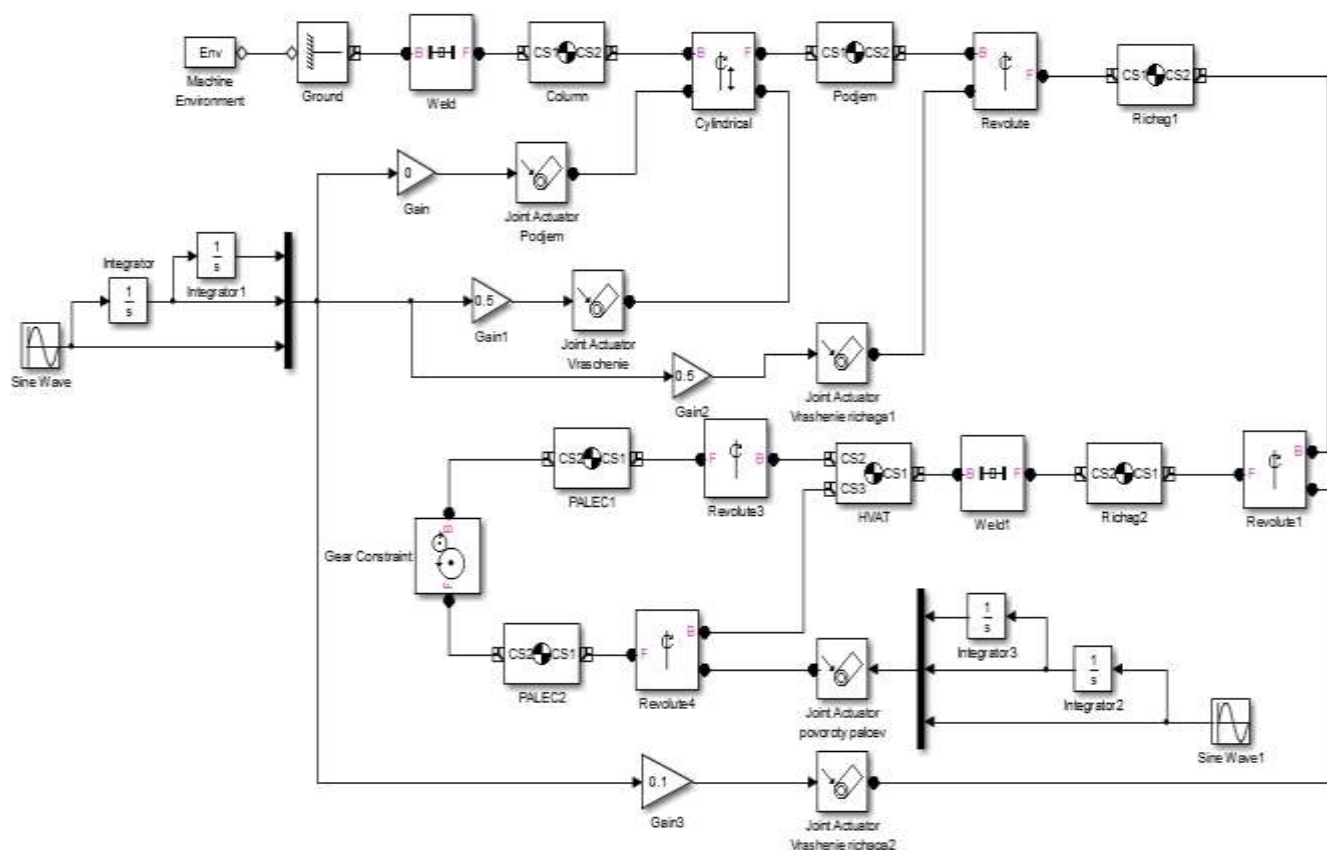 Env
Machine
Environment
Ground
B
F
Weld
CS1
CS2
Column
B
F
Cylindrical
CS1
CS2
Podjem
B
F
Revolute
CS1
CS2
Richag1
0
Gain
Joint Actuator
Podjem
Integrator
1
s
1
s
Integrator1
Sine Wave
0.5
Gain1
Joint Actuator
Vraschenie
0.5
Gain2
Joint Actuator
Vrashenie richaga1
CS2
CS1
PALEC1
F
B
Revolute3
CS2
CS1
CS3
HVAT
B
F
Weld1
CS2
CS1
Richag2
F
B
Revolute1
Gear Constraint
B
F
CS2
CS1
PALEC2
F
B
Revolute4
Joint Actuator
povoroty palcev
1
s
Integrator3
1
s
Integrator2
Sine Wave1
0.1
Gain3
Joint Actuator
Vrashenie richaga2